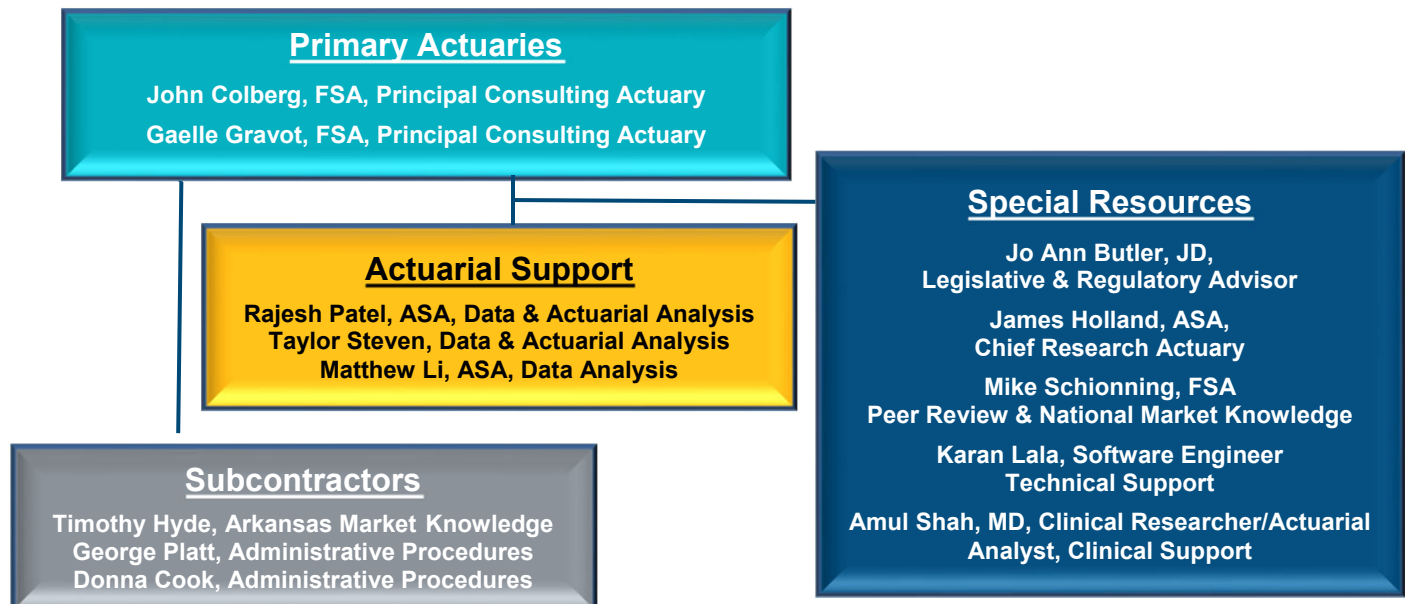 Primary Actuaries
John Colberg, FSA, Principal Consulting Actuary
Gaelle Gravot, FSA, Principal Consulting Actuary
Actuarial Support
Rajesh Patel, ASA, Data & Actuarial Analysis
Taylor Steven, Data & Actuarial Analysis
Matthew Li, ASA, Data Analysis
Special Resources
Jo Ann Butler, JD,
Legislative & Regulatory Advisor
James Holland, ASA,
Chief Research Actuary
Mike Schionning, FSA
Peer Review & National Market Knowledge
Karan Lala, Software Engineer
Technical Support
Amul Shah, MD, Clinical Researcher/Actuarial
Analyst, Clinical Support
Subcontractors
Timothy Hyde, Arkansas Market Knowledge
George Platt, Administrative Procedures
Donna Cook, Administrative Procedures